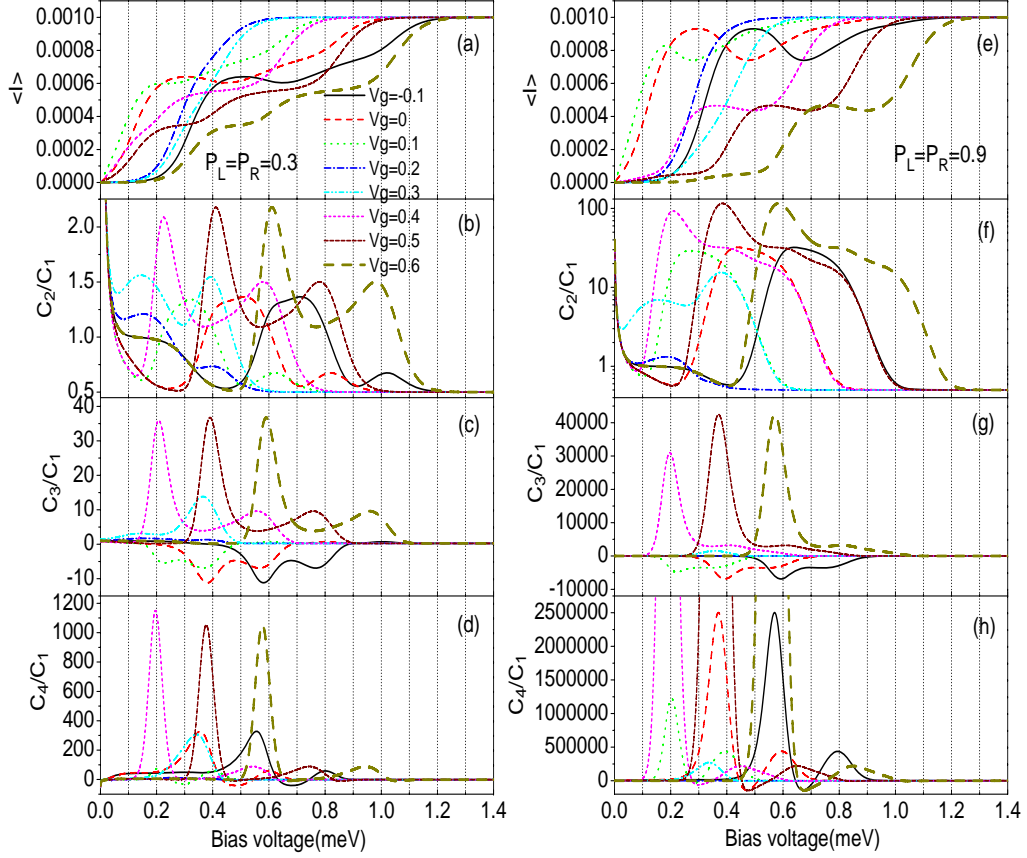 0.0010
0.0008
0.0006
0.0004
0.0002
0.0000
<I>
(a)
P_L=P_R=0.3
Vg=-0.1
Vg=0
Vg=0.1
Vg=0.2
Vg=0.3
Vg=0.4
Vg=0.5
Vg=0.6
2.0
1.5
1.0
0.5
C_2/C_1
(b)
40
30
20
10
0
-10
C_3/C_1
(c)
1200
1000
800
600
400
200
0
C_4/C_1
(d)
0.0 0.2 0.4 0.6 0.8 1.0 1.2 1.4
Bias voltage(meV)
0.0010
0.0008
0.0006
0.0004
0.0002
0.0000
<I>
(e)
P_L=P_R=0.9
100
10
1
C_2/C_1
(f)
40000
30000
20000
10000
0
-10000
C_3/C_1
(g)
2500000
2000000
1500000
1000000
500000
0
C_4/C_1
(h)
0.0 0.2 0.4 0.6 0.8 1.0 1.2 1.4
Bias voltage(meV)